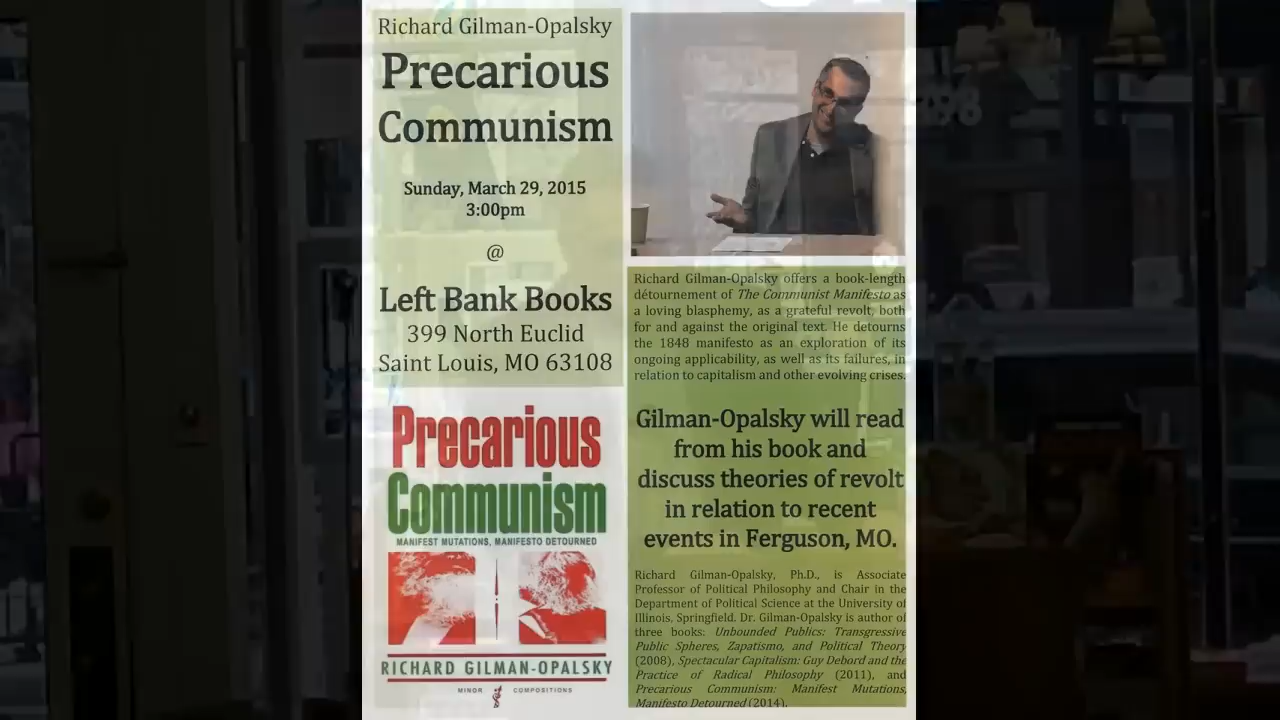 Richard Gilman-Opalsky
Precarious
Communism
Sunday, March 29, 2015
3:00pm
@
Left Bank Books
399 North Euclid
Saint Louis, MO 63108
Precarious
Communism
MANIFEST MUTATIONS, MANIFESTO DETOURNED
RICHARD GILMAN-OPALSKY
MINOR COMPOSITIONS
Richard Gilman-Opalsky offers a book-length
détournement of The Communist Manifesto as
a loving blasphemy, as a grateful revolt, both
for and against the original text. He detourns
the 1848 manifesto as an exploration of its
ongoing applicability, as well as its failures, in
relation to capitalism and other evolving crises.
Gilman-Opalsky will read
from his book and
discuss theories of revolt
in relation to recent
events in Ferguson, MO.
Richard Gilman-Opalsky, Ph.D., is Associate
Professor of Political Philosophy and Chair in the
Department of Political Science at the University of
Illinois, Springfield. Dr. Gilman-Opalsky is author of
three books: Unbounded Publics: Transgressive
Public Spheres, Zapatismo, and Political Theory
(2008), Spectacular Capitalism: Guy Debord and the
Practice of Radical Philosophy (2011), and
Precarious Communism: Manifest Mutations,
Manifesto Detourned (2014).